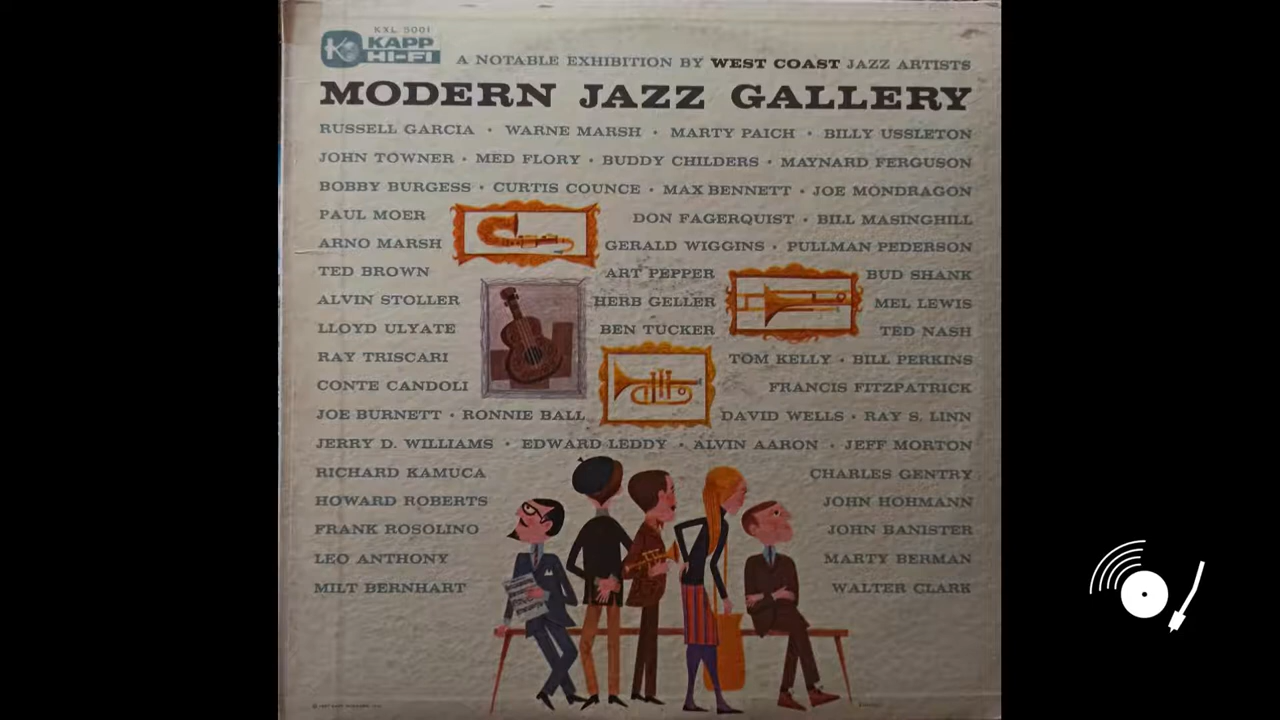 KXL 5001
KAPP
HI-FI
A NOTABLE EXHIBITION BY WEST COAST JAZZ ARTISTS
MODERN JAZZ GALLERY
RUSSELL GARCIA • WARNE MARSH • MARTY PAICH • BILLY USSLETON
JOHN TOWNER • MED FLORY • BUDDY CHILDERS • MAYNARD FERGUSON
BOBBY BURGESS • CURTIS COUNCE • MAX BENNETT • JOE MONDRAGON
PAUL MOER DON FAGERQUIST • BILL MASINGHILL
ARNO MARSH GERALD WIGGINS • PULLMAN PEDERSON
TED BROWN ART PEPPER BUD SHANK
ALVIN STOLLER HERB GELLER MEL LEWIS
LLOYD ULYATE BEN TUCKER TED NASH
RAY TRISCARI TOM KELLY • BILL PERKINS
CONTE CANDOLI FRANCIS FITZPATRICK
JOE BURNETT • RONNIE BALL DAVID WELLS • RAY S. LINN
JERRY D. WILLIAMS • EDWARD LEDDY • ALVIN AARON • JEFF MORTON
RICHARD KAMUCA CHARLES GENTRY
HOWARD ROBERTS JOHN HOHMANN
FRANK ROSOLINO JOHN BANISTER
LEO ANTHONY MARTY BERMAN
MILT BERNHART WALTER CLARK